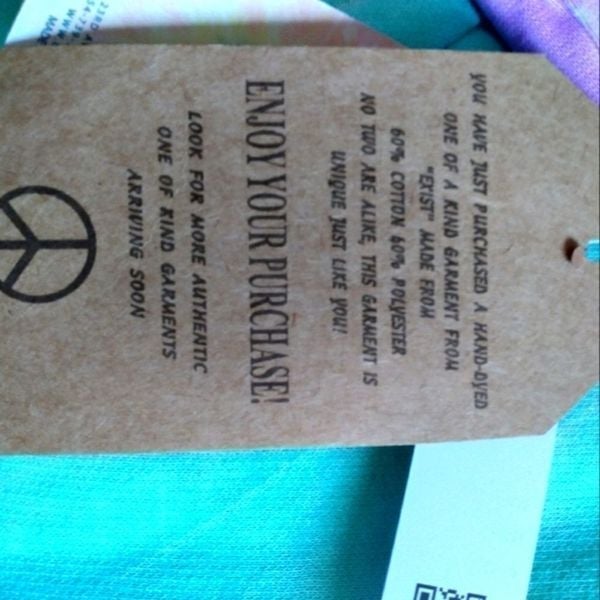 YOU HAVE JUST PURCHASED A HAND-DYED
ONE OF A KIND GARMENT FROM
"EXIST" MADE FROM
60% COTTON 60% POLYESTER
NO TWO ARE ALIKE, THIS GARMENT IS
UNIQUE JUST LIKE YOU!
ENJOY YOUR PURCHASE!
LOOK FOR MORE AUTHENTIC
ONE OF KIND GARMENTS
ARRIVING SOON